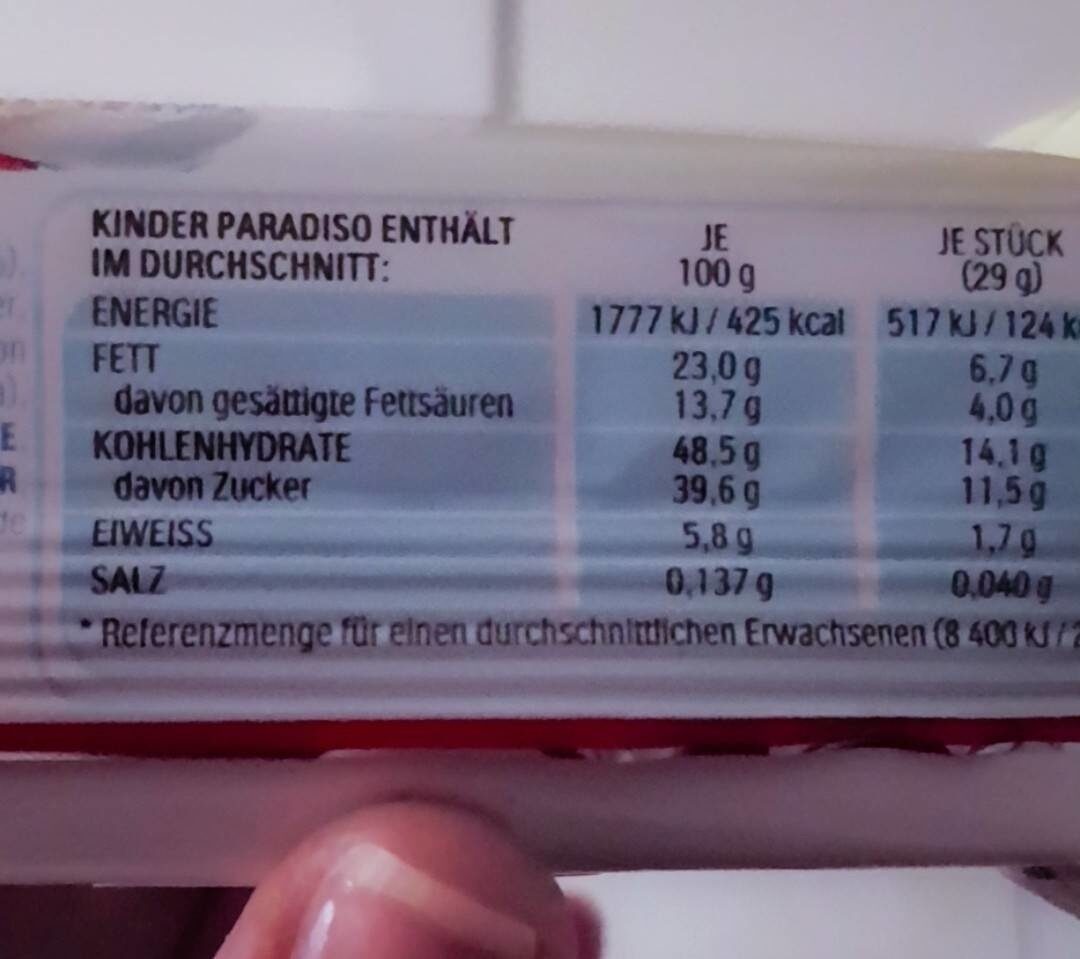 KINDER PARADISO ENTHÄLT
IM DURCHSCHNITT:
JE
100 g
JE STÜCK
(29 g)
ENERGIE 1777 kJ / 425 kcal 517 kJ / 124
FETT 23,0 g 6,7 g
davon gesättigte Fettsäuren 13,7 g 4,0 g
KOHLENHYDRATE 48,5 g 14,1 g
davon Zucker 39,6 g 11,5 g
EIWEISS 5,8 g 1,7 g
SALZ 0,137 g 0,040 g
* Referenzmenge für einen durchschnittlichen Erwachsenen (8 400 kJ /